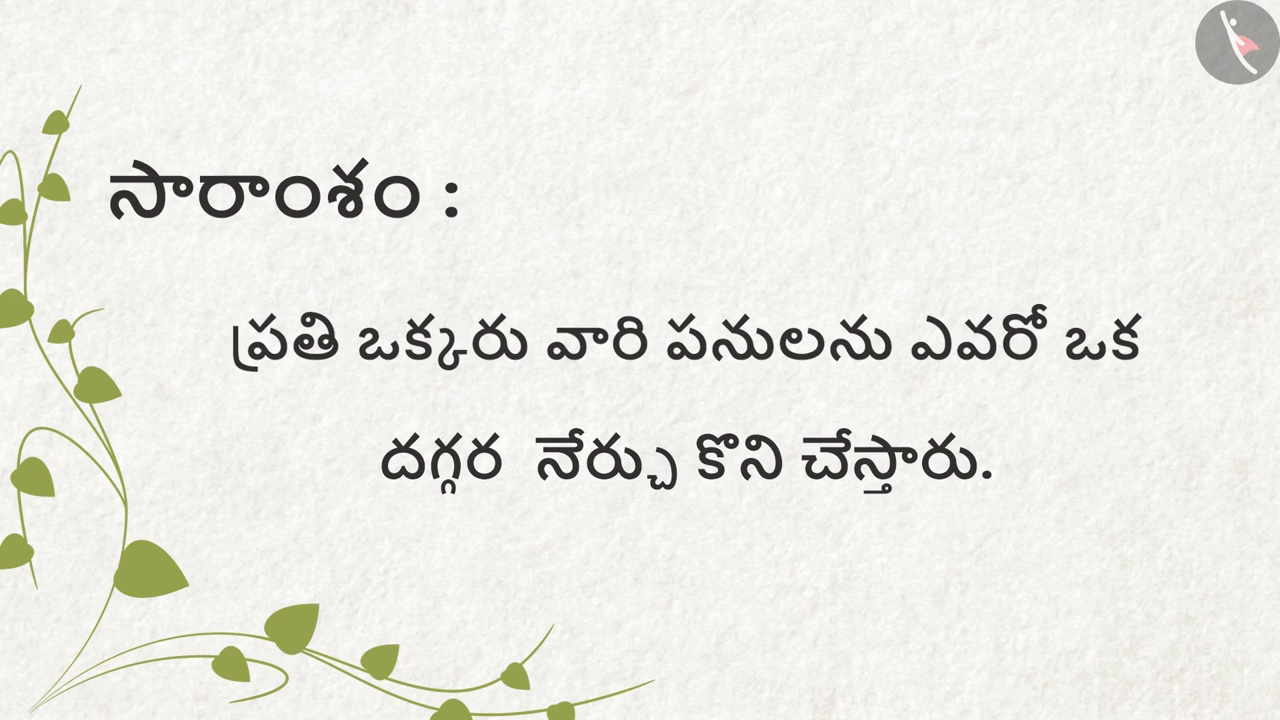 సారాంశం :
ప్రతి ఒక్కరు వారి పనులను ఎవరో ఒక
దగ్గర నేర్చు కొని చేస్తారు.